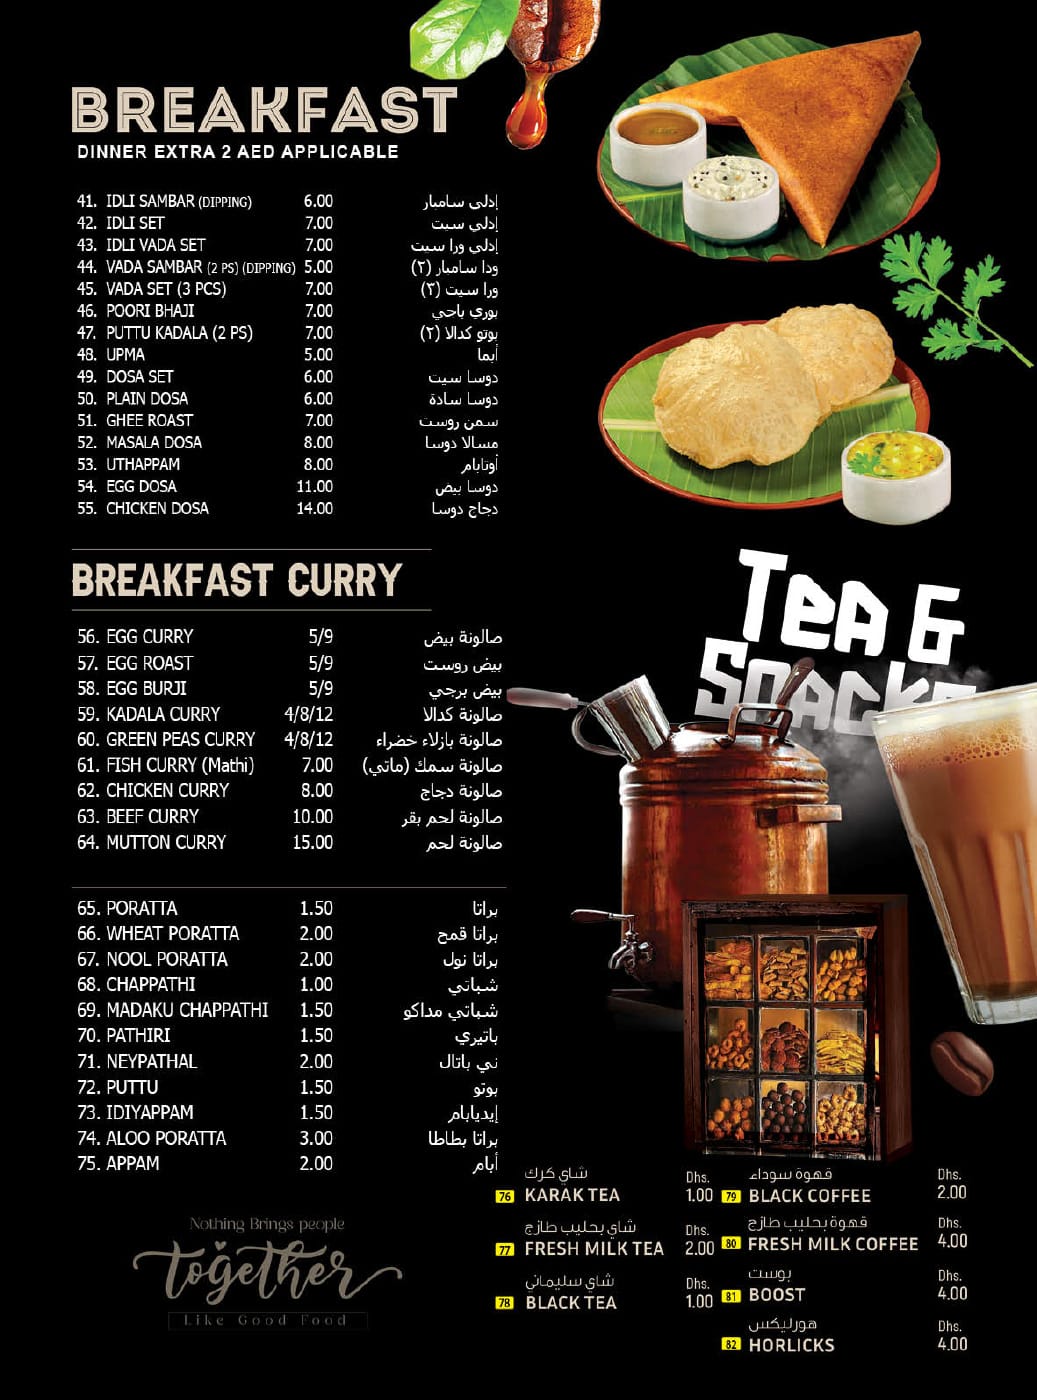 BREAKFAST
DINNER EXTRA 2 AED APPLICABLE
41. IDLI SAMBAR (DIPPING) 6.00 إدلي سامبار
42. IDLI SET 7.00 إدلي سيت
43. IDLI VADA SET 7.00 إدلي ورا سيت
44. VADA SAMBAR (2 PS) (DIPPING) 5.00 ودا سامبار (٢)
45. VADA SET (3 PCS) 7.00 ورا سيت (٣)
46. POORI BHAJI 7.00 بوري باجي
47. PUTTU KADALA (2 PS) 7.00 بوتو كدالا (٢)
48. UPMA 5.00 أبما
49. DOSA SET 6.00 دوسا سيت
50. PLAIN DOSA 6.00 دوسا سادة
51. GHEE ROAST 7.00 سمن روست
52. MASALA DOSA 8.00 مسالا دوسا
53. UTHAPPAM 8.00 أوتابام
54. EGG DOSA 11.00 دوسا بيض
55. CHICKEN DOSA 14.00 دجاج دوسا
BREAKFAST CURRY
56. EGG CURRY 5/9 صالونة بيض
57. EGG ROAST 5/9 بيض روست
58. EGG BURJI 5/9 بيض برجي
59. KADALA CURRY 4/8/12 صالونة كدالا
60. GREEN PEAS CURRY 4/8/12 صالونة بازلاء خضراء
61. FISH CURRY (Mathi) 7.00 صالونة سمك (ماتي)
62. CHICKEN CURRY 8.00 صالونة دجاج
63. BEEF CURRY 10.00 صالونة لحم بقر
64. MUTTON CURRY 15.00 صالونة لحم
65. PORATTA 1.50 براتا
66. WHEAT PORATTA 2.00 براتا قمح
67. NOOL PORATTA 2.00 براتا نول
68. CHAPPATHI 1.00 شباتي
69. MADAKU CHAPPATHI 1.50 شباتي مداكو
70. PATHIRI 1.50 باتيري
71. NEYPATHAL 2.00 ني باتال
72. PUTTU 1.50 بوتو
73. IDIYAPPAM 1.50 إيديابام
74. ALOO PORATTA 3.00 براتا بطاطا
75. APPAM 2.00 أبام
Nothing Brings people
together
Like Good Food
Tea &
Snacks
شاي كرك Dhs.
76 KARAK TEA 1.00
شاي بحليب طازج Dhs.
77 FRESH MILK TEA 2.00
شاي سليماني Dhs.
78 BLACK TEA 1.00
قهوة سوداء Dhs.
79 BLACK COFFEE 2.00
قهوة بحليب طازج Dhs.
80 FRESH MILK COFFEE 4.00
بوست Dhs.
81 BOOST 4.00
هورليكس Dhs.
82 HORLICKS 4.00